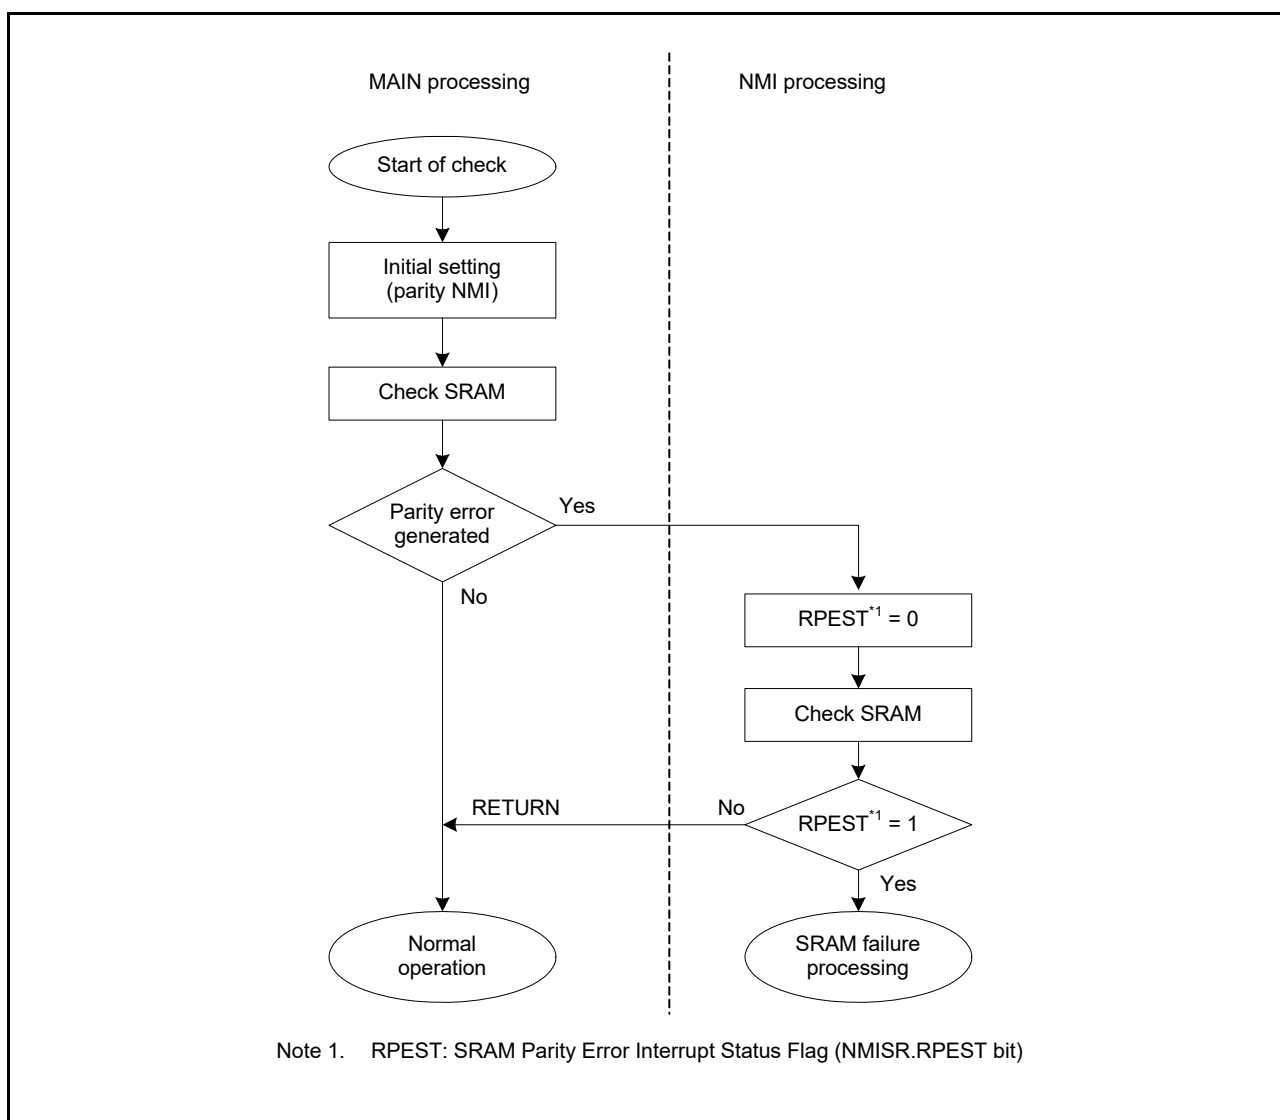 MAIN processing
NMI processing
Start of check
Initial setting
(parity NMI)
Check SRAM
Parity error
generated
Yes
No
RPEST*1 = 0
Check SRAM
RPEST*1 = 1
No
RETURN
Yes
Normal
operation
SRAM failure
processing
Note 1. RPEST: SRAM Parity Error Interrupt Status Flag (NMISR.RPEST bit)